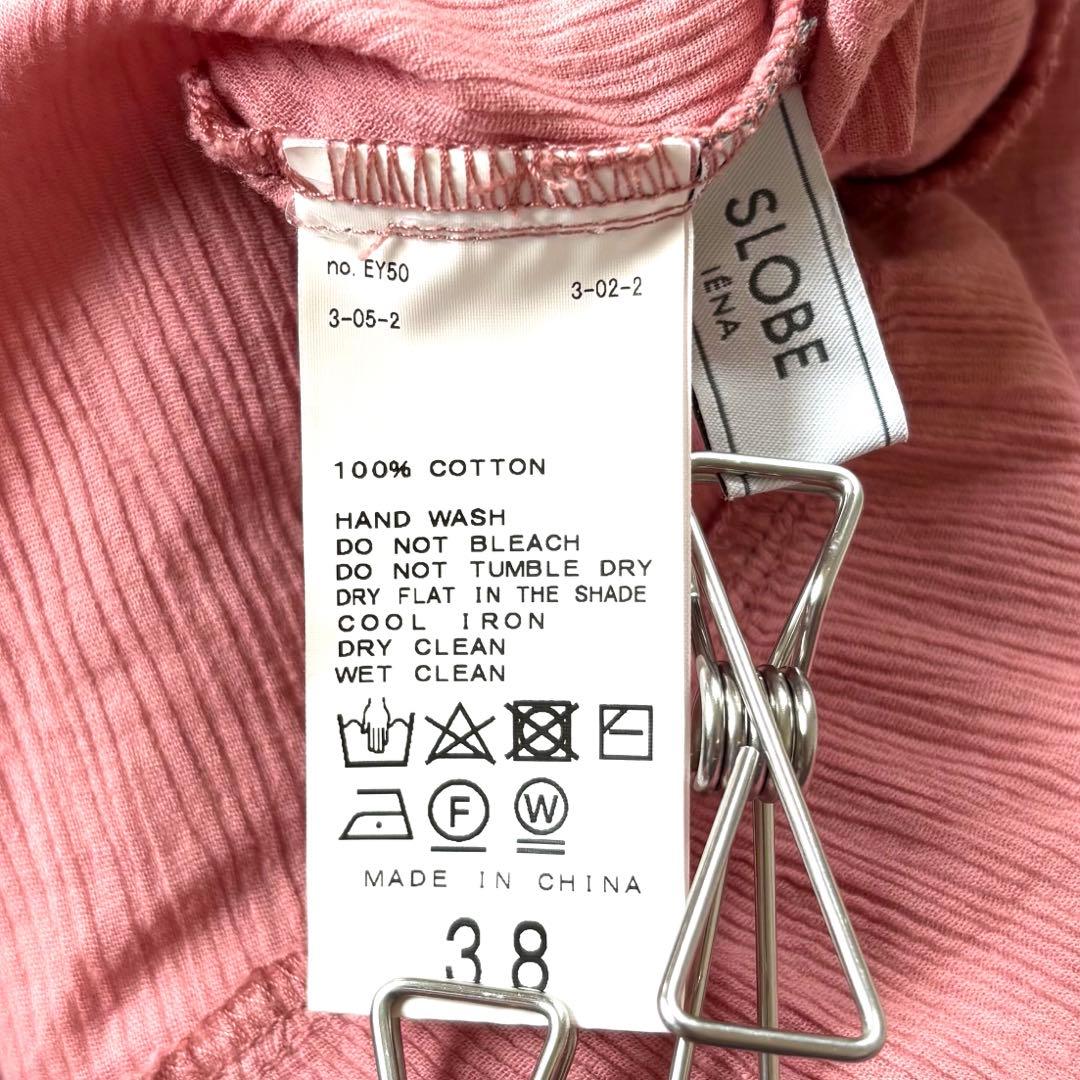 no. EY50
3-02-2
3-05-2
100% COTTON
HAND WASH
DO NOT BLEACH
DO NOT TUMBLE DRY
DRY FLAT IN THE SHADE
COOL IRON
DRY CLEAN
WET CLEAN
F
W
MADE IN CHINA
38
SLOBE
IÉNA